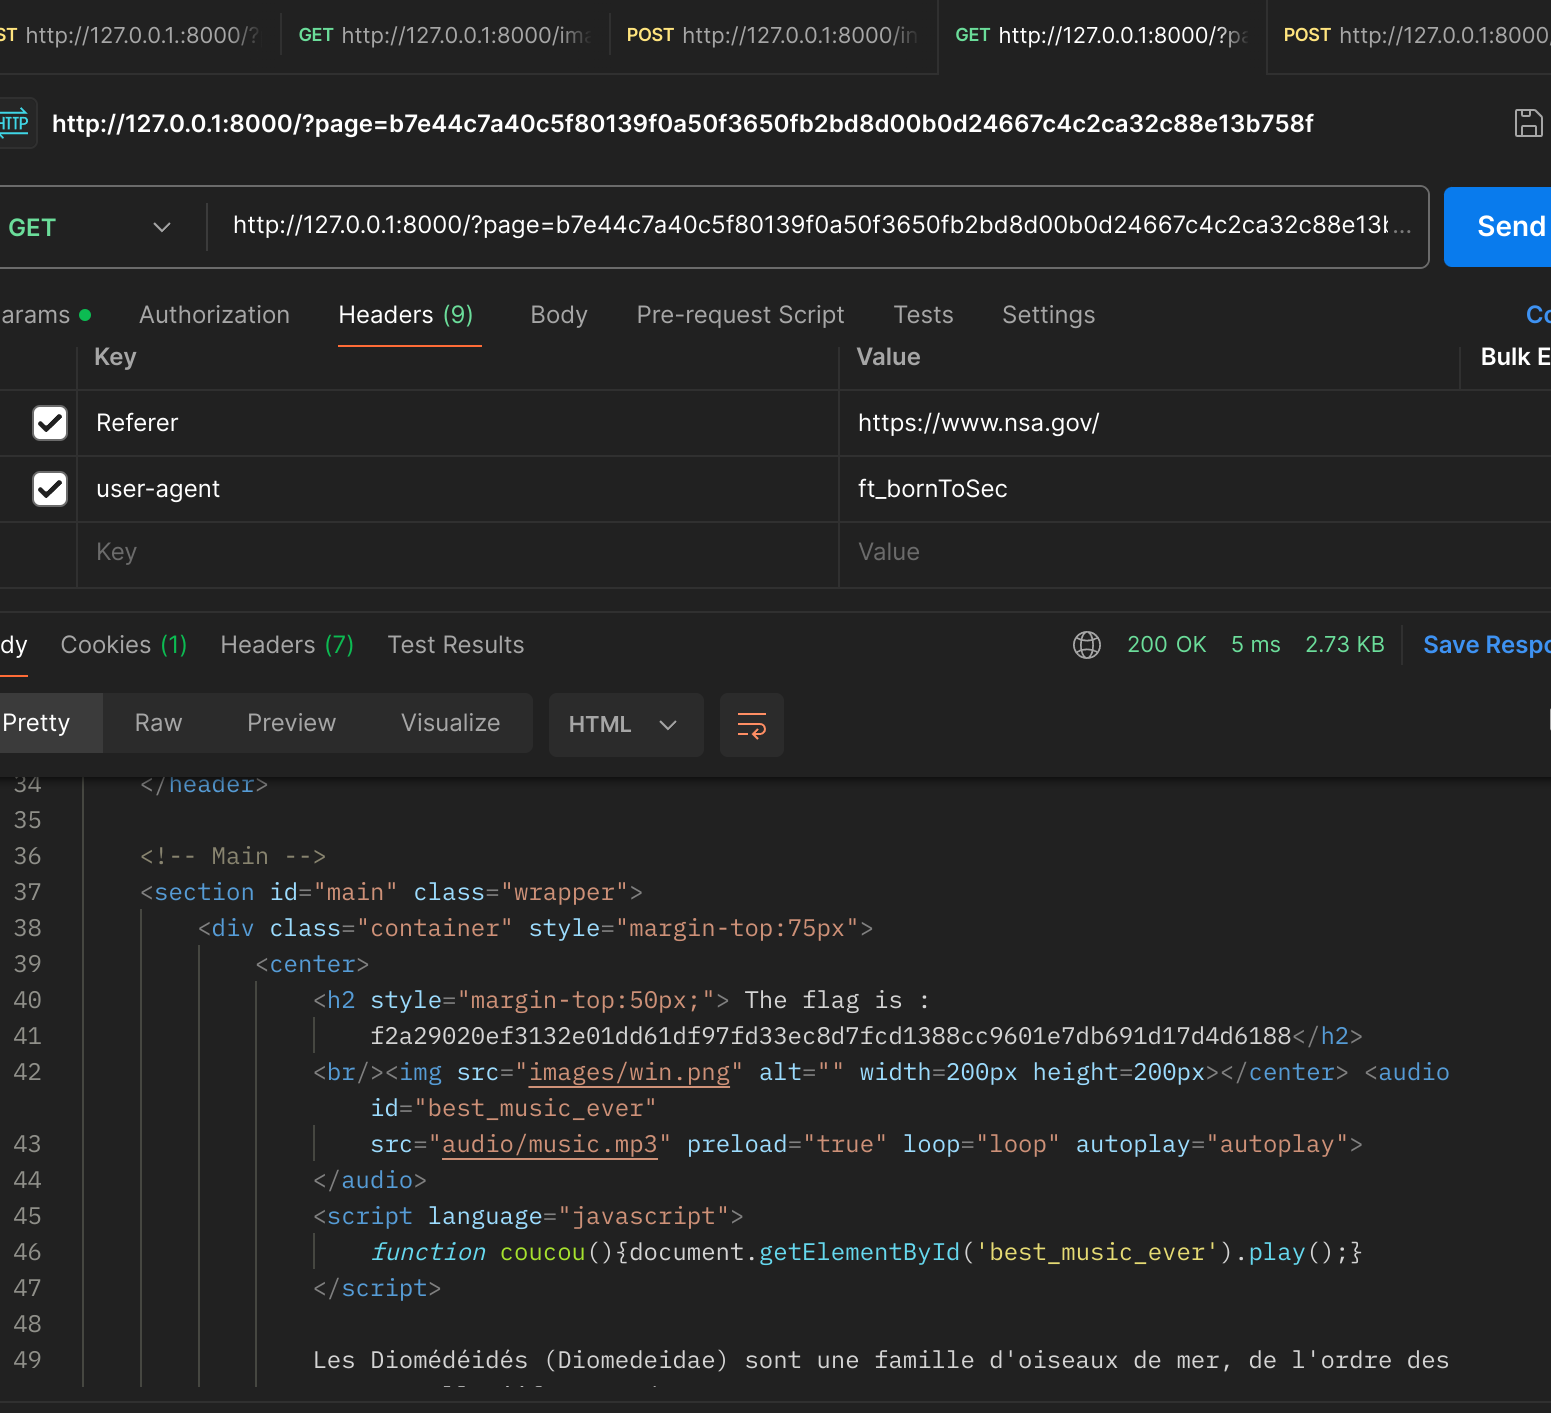 ST http://127.0.0.1.:8000/? GET http://127.0.0.1:8000/ima POST http://127.0.0.1:8000/in GET http://127.0.0.1:8000/?pa POST http://127.0.0.1:8000/
HTTP http://127.0.0.1:8000/?page=b7e44c7a40c5f80139f0a50f3650fb2bd8d00b0d24667c4c2ca32c88e13b758f
GET http://127.0.0.1:8000/?page=b7e44c7a40c5f80139f0a50f3650fb2bd8d00b0d24667c4c2ca32c88e13b... Send
arams Authorization Headers (9) Body Pre-request Script Tests Settings Co
Key Value Bulk E
Referer https://www.nsa.gov/
user-agent ft_bornToSec
Key Value
dy Cookies (1) Headers (7) Test Results 200 OK 5 ms 2.73 KB Save Respo
Pretty Raw Preview Visualize HTML
34 </header>
35
36 <!-- Main -->
37 <section id="main" class="wrapper">
38 <div class="container" style="margin-top:75px">
39 <center>
40 <h2 style="margin-top:50px;"> The flag is :
41 f2a29020ef3132e01dd61df97fd33ec8d7fcd1388cc9601e7db691d17d4d6188</h2>
42 <br/><img src="images/win.png" alt="" width=200px height=200px></center> <audio
id="best_music_ever"
43 src="audio/music.mp3" preload="true" loop="loop" autoplay="autoplay">
44 </audio>
45 <script language="javascript">
46 function coucou(){document.getElementById('best_music_ever').play();}
47 </script>
48
49 Les Diomédéidés (Diomedeidae) sont une famille d'oiseaux de mer, de l'ordre des